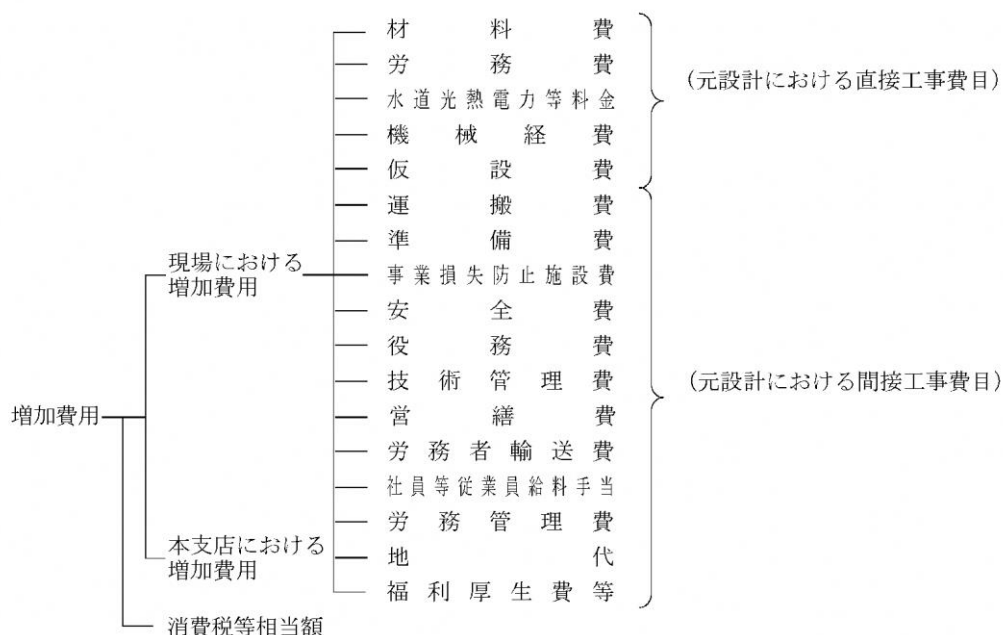 増加費用
現場における
増加費用
本支店における
増加費用
消費税等相当額
材料費
労務費
水道光熱電力等料金
機械経費
仮設費
運搬費
準備費
事業損失防止施設費
安全費
役務費
技術管理費
営繕費
労務者輸送費
社員等従業員給料手当
労務管理費
地代
福利厚生費等
(元設計における直接工事費目)
(元設計における間接工事費目)